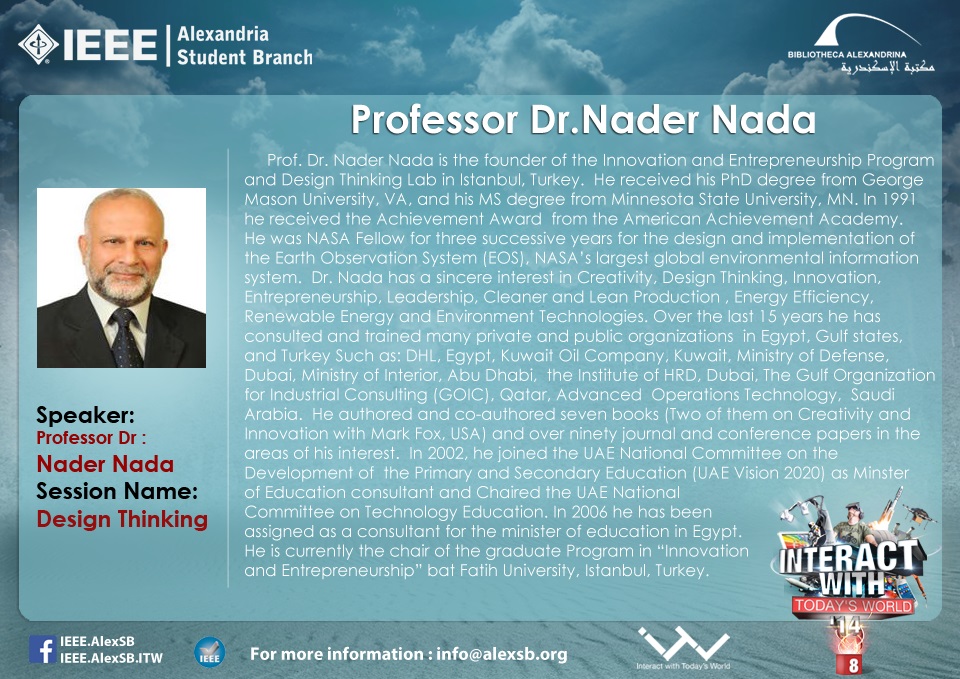 IEEE
Alexandria
Student Branch
BIBLIOTHECA ALEXANDRINA
مكتبة الإسكندرية
Professor Dr.Nader Nada
Prof. Dr. Nader Nada is the founder of the Innovation and Entrepreneurship Program
and Design Thinking Lab in Istanbul, Turkey. He received his PhD degree from George
Mason University, VA, and his MS degree from Minnesota State University, MN. In 1991
he received the Achievement Award from the American Achievement Academy.
He was NASA Fellow for three successive years for the design and implementation of
the Earth Observation System (EOS), NASA's largest global environmental information
system. Dr. Nada has a sincere interest in Creativity, Design Thinking, Innovation,
Entrepreneurship, Leadership, Cleaner and Lean Production , Energy Efficiency,
Renewable Energy and Environment Technologies. Over the last 15 years he has
consulted and trained many private and public organizations in Egypt, Gulf states,
and Turkey Such as: DHL, Egypt, Kuwait Oil Company, Kuwait, Ministry of Defense,
Dubai, Ministry of Interior, Abu Dhabi, the Institute of HRD, Dubai, The Gulf Organization
for Industrial Consulting (GOIC), Qatar, Advanced Operations Technology, Saudi
Arabia. He authored and co-authored seven books (Two of them on Creativity and
Innovation with Mark Fox, USA) and over ninety journal and conference papers in the
areas of his interest. In 2002, he joined the UAE National Committee on the
Development of the Primary and Secondary Education (UAE Vision 2020) as Minster
of Education consultant and Chaired the UAE National
Committee on Technology Education. In 2006 he has been
assigned as a consultant for the minister of education in Egypt.
He is currently the chair of the graduate Program in “Innovation
and Entrepreneurship” bat Fatih University, Istanbul, Turkey.
Speaker:
Professor Dr :
Nader Nada
Session Name:
Design Thinking
INTERACT
WITH
TODAY'S WORLD
14
8
IEEE.AlexSB
IEEE.AlexSB.ITW
IEEE
For more information : info@alexsb.org
Interact with Today's World